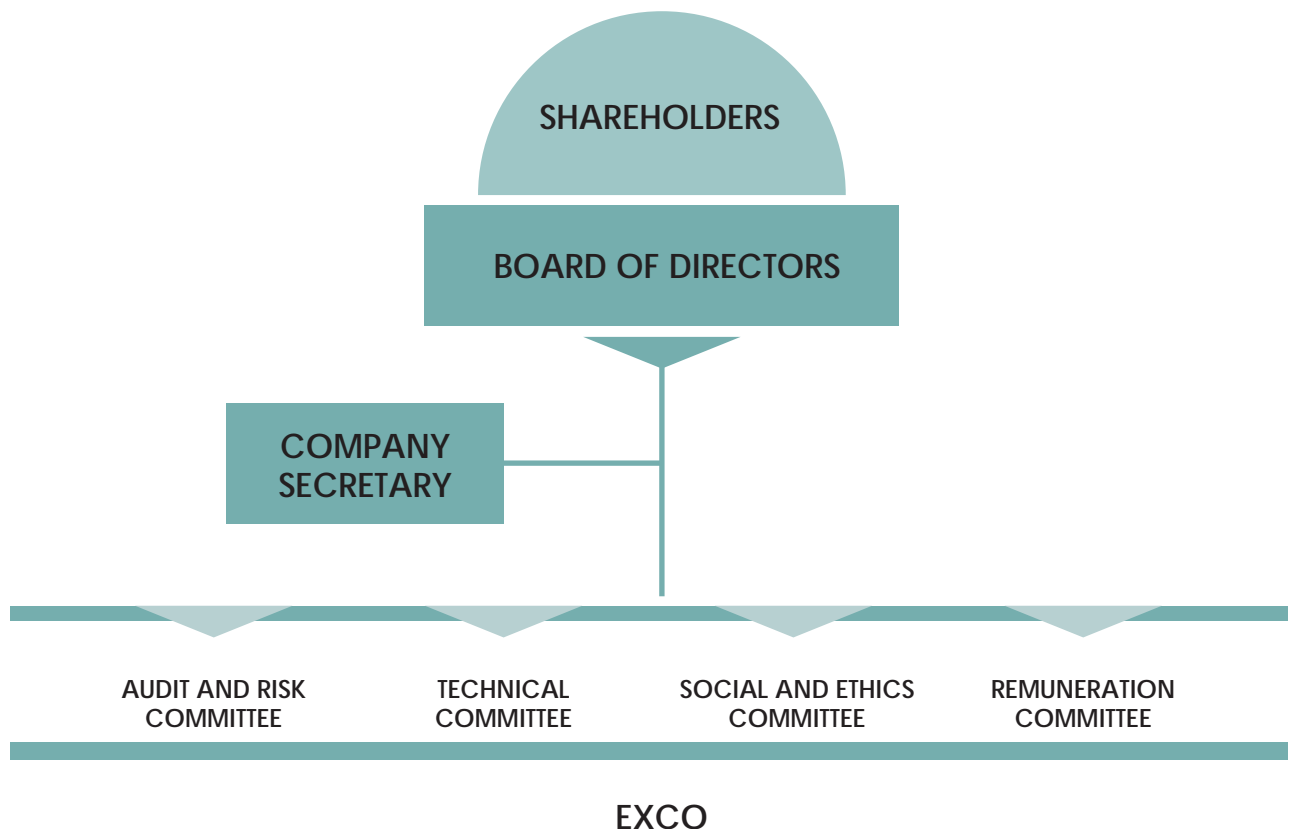 SHAREHOLDERS
BOARD OF DIRECTORS
COMPANY
SECRETARY
AUDIT AND RISK
COMMITTEE
TECHNICAL
COMMITTEE
SOCIAL AND ETHICS
COMMITTEE
REMUNERATION
COMMITTEE
EXCO